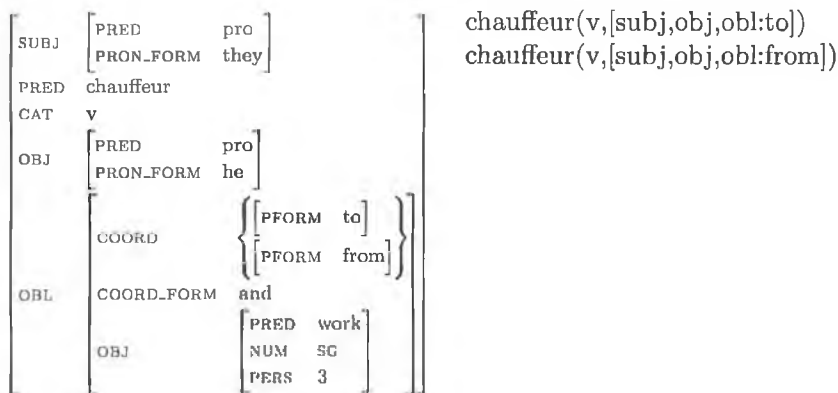 PRED pro
SUBJ
PRON_FORM they
PRED chauffeur
CAT v
PRED pro
OBJ
PRON_FORM he
PFORM to
COORD
PFORM from
OBL COORD_FORM and
PRED work
OBJ NUM SG
PERS 3
chauffeur(v,[subj,obj,obl:to])
chauffeur(v,[subj,obj,obl:from])